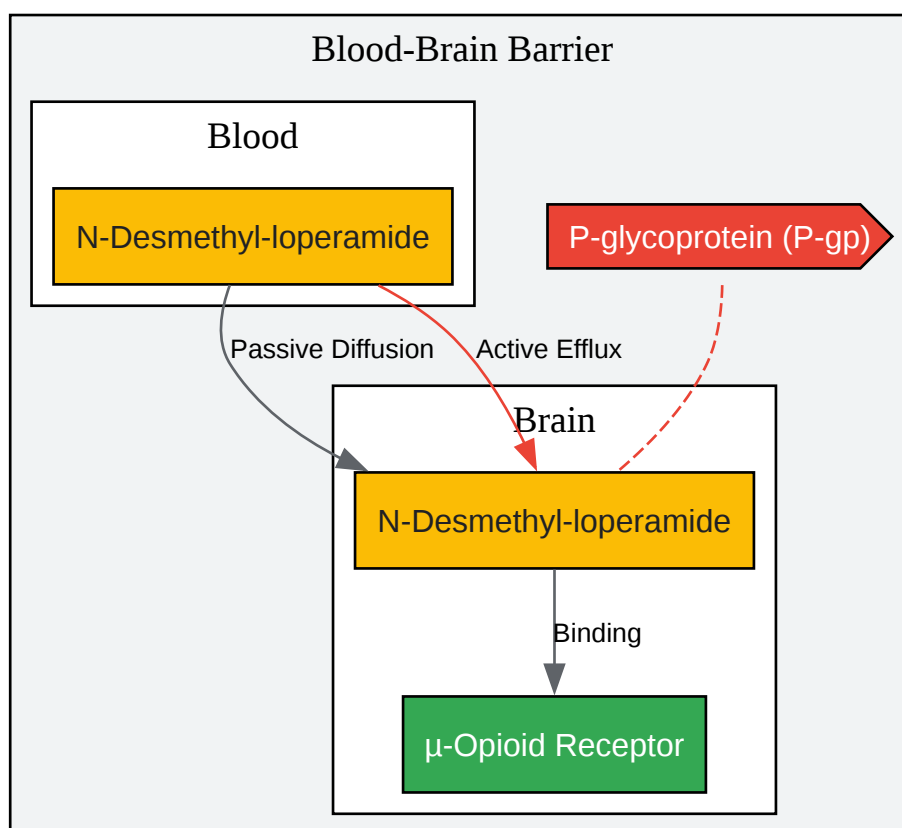 Blood-Brain Barrier
Blood
N-Desmethyl-loperamide
P-glycoprotein (P-gp)
Passive Diffusion
Active Efflux
Brain
N-Desmethyl-loperamide
Binding
µ-Opioid Receptor